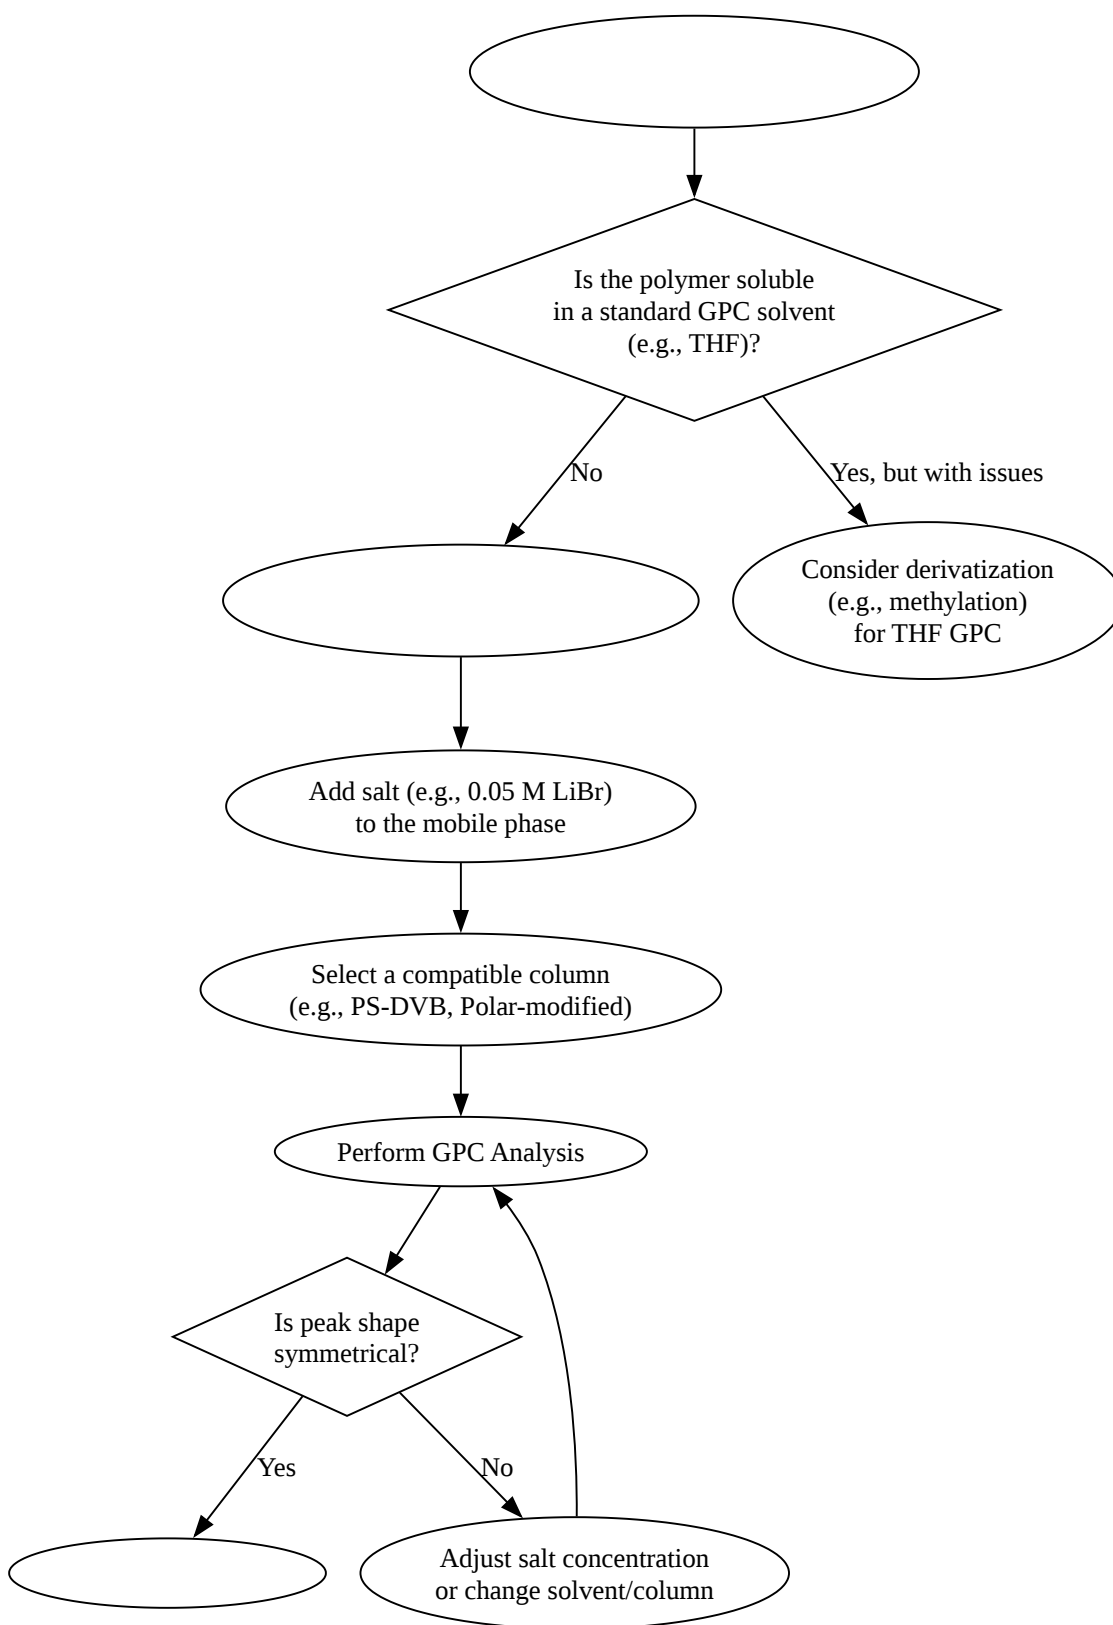 Is the polymer soluble
in a standard GPC solvent
(e.g., THF)?
No
Yes, but with issues
Consider derivatization
(e.g., methylation)
for THF GPC
Add salt (e.g., 0.05 M LiBr)
to the mobile phase
Select a compatible column
(e.g., PS-DVB, Polar-modified)
Perform GPC Analysis
Is peak shape
symmetrical?
Yes
No
Adjust salt concentration
or change solvent/column